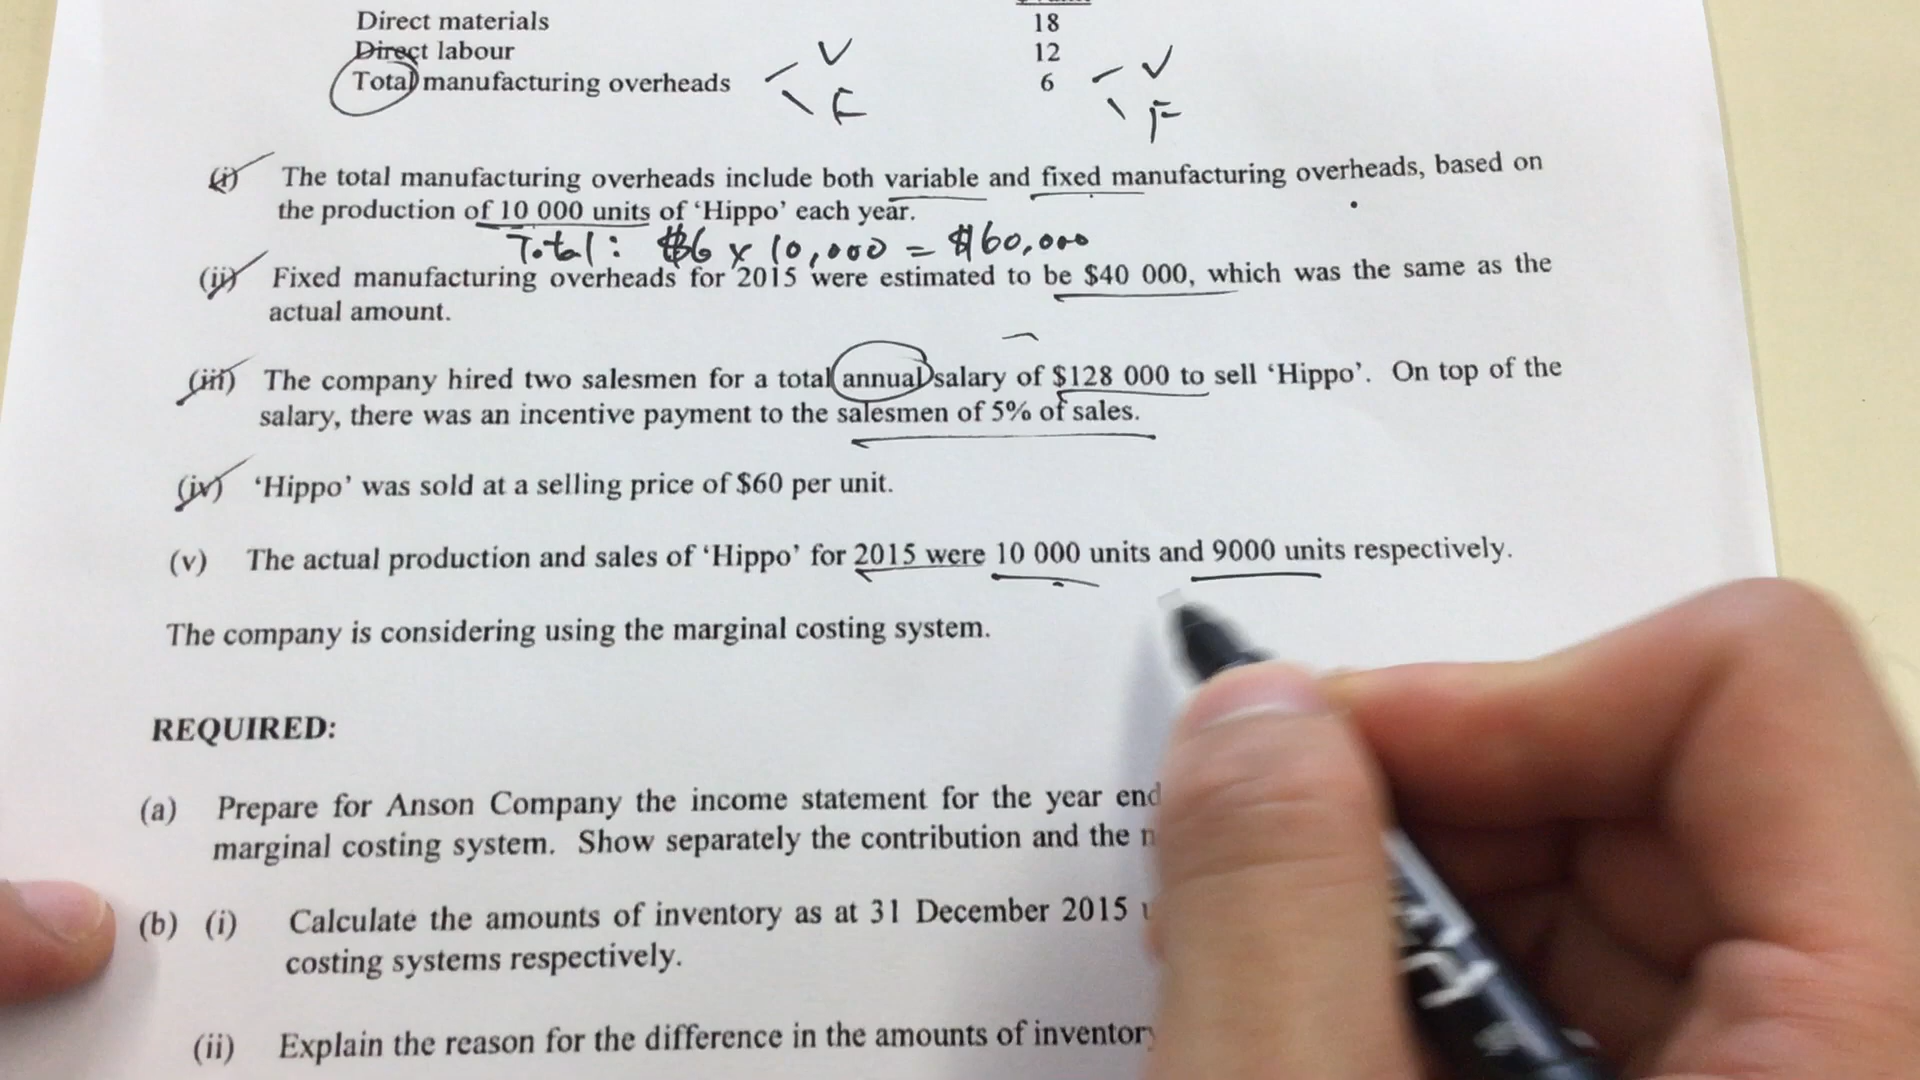 Direct materials 18
Direct labour 12 V V
Total manufacturing overheads 6 F F
(i) The total manufacturing overheads include both variable and fixed manufacturing overheads, based on
the production of 10 000 units of ‘Hippo’ each year.
Total: $6 x 10,000 = $60,000
(ii) Fixed manufacturing overheads for 2015 were estimated to be $40 000, which was the same as the
actual amount.
(iii) The company hired two salesmen for a total annual salary of $128 000 to sell ‘Hippo’. On top of the
salary, there was an incentive payment to the salesmen of 5% of sales.
(iv) ‘Hippo’ was sold at a selling price of $60 per unit.
(v) The actual production and sales of ‘Hippo’ for 2015 were 10 000 units and 9000 units respectively.
The company is considering using the marginal costing system.
REQUIRED:
(a) Prepare for Anson Company the income statement for the year end
marginal costing system. Show separately the contribution and the
(b) (i) Calculate the amounts of inventory as at 31 December 2015
costing systems respectively.
(ii) Explain the reason for the difference in the amounts of inventory